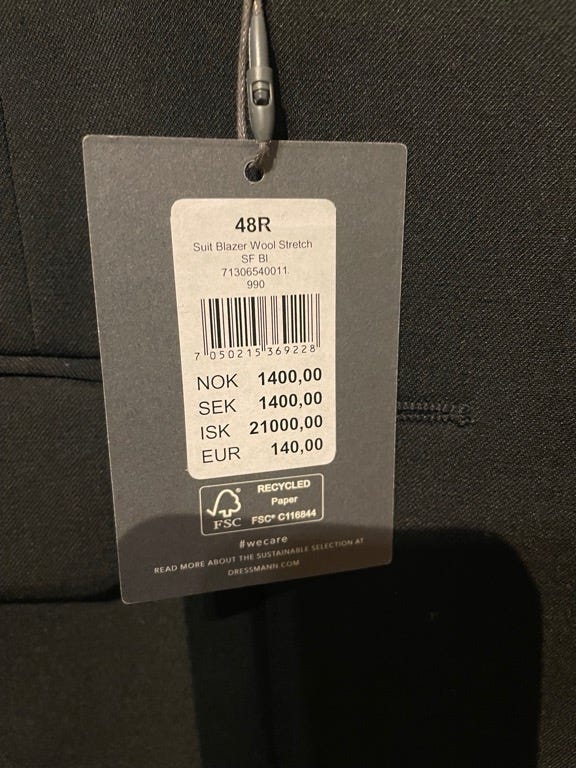 48R
Suit Blazer Wool Stretch
SF Bl
71306540011.
990
7 050215 369228
NOK 1400,00
SEK 1400,00
ISK 21000,00
EUR 140,00
FSC
RECYCLED
Paper
FSC® C116844
#wecare
READ MORE ABOUT THE SUSTAINABLE SELECTION AT
DRESSMANN.COM